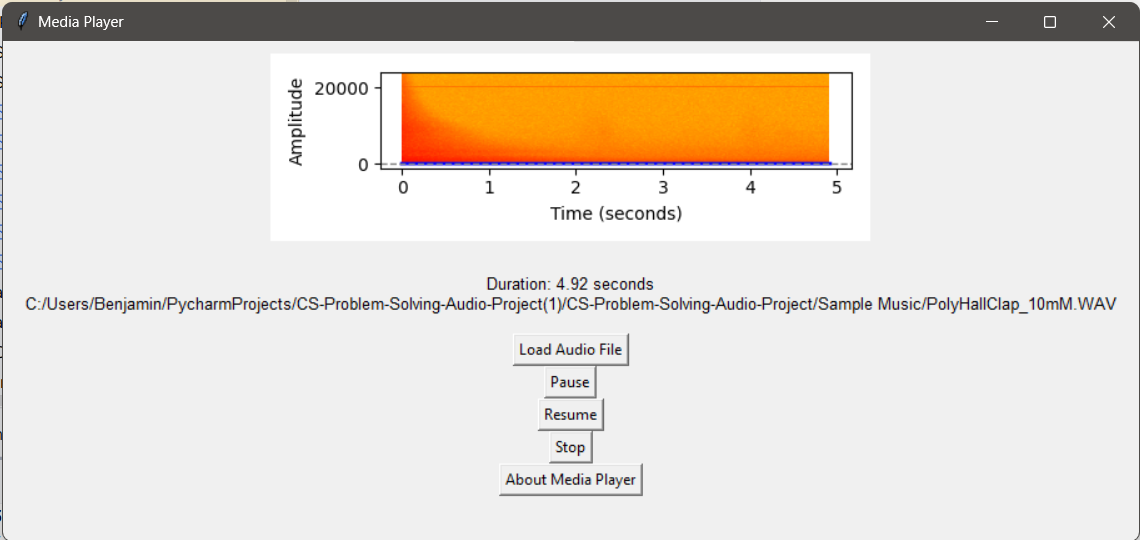 Media Player
Amplitude
20000
0
0 1 2 3 4 5
Time (seconds)
Duration: 4.92 seconds
C:/Users/Benjamin/PycharmProjects/CS-Problem-Solving-Audio-Project(1)/CS-Problem-Solving-Audio-Project/Sample Music/PolyHallClap_10mM.WAV
Load Audio File
Pause
Resume
Stop
About Media Player